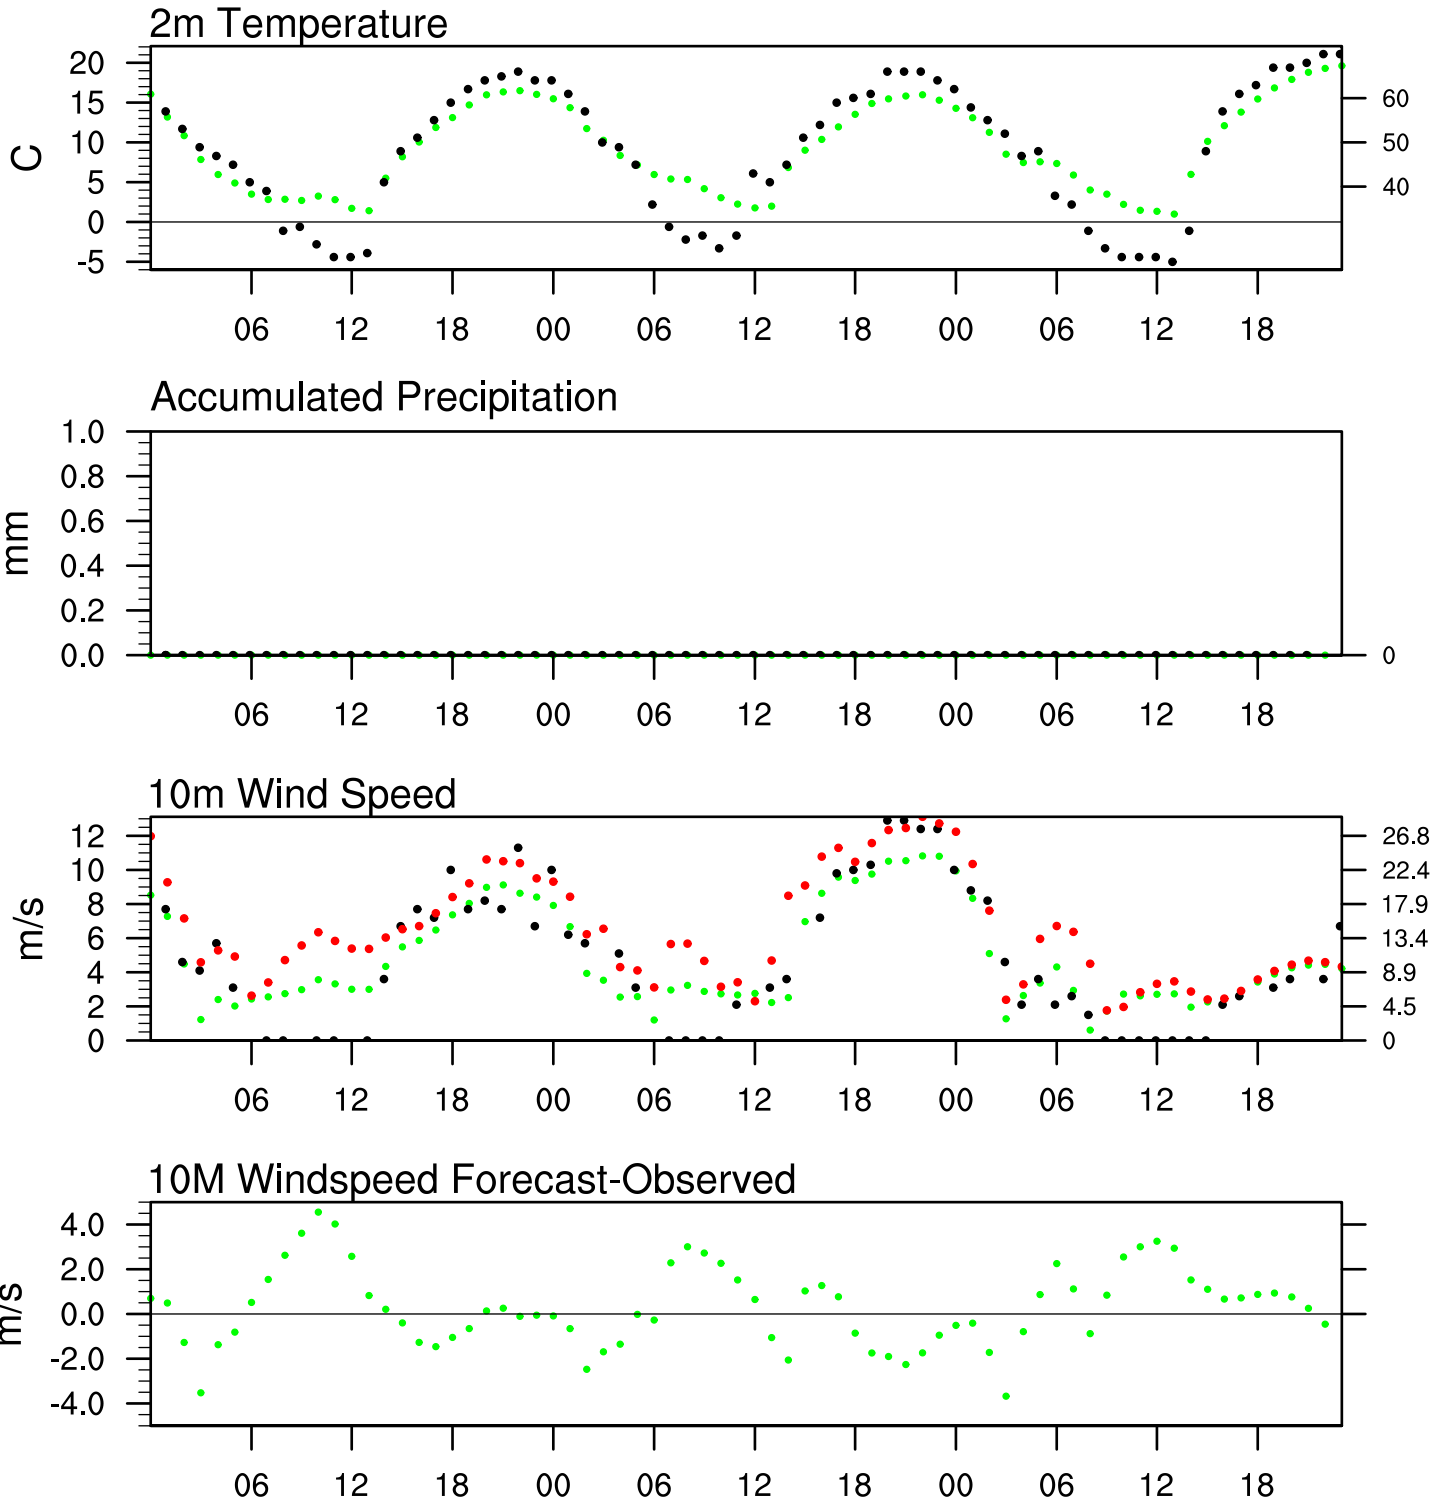 2m Temperature
20
15
10
5
0
-5
C
60
50
40
06 12 18 00 06 12 18 00 06 12 18
Accumulated Precipitation
1.0
0.8
0.6
0.4
0.2
0.0
mm
0
06 12 18 00 06 12 18 00 06 12 18
10m Wind Speed
12
10
8
6
4
2
0
m/s
26.8
22.4
17.9
13.4
8.9
4.5
0
06 12 18 00 06 12 18 00 06 12 18
10M Windspeed Forecast-Observed
4.0
2.0
0.0
-2.0
-4.0
m/s
06 12 18 00 06 12 18 00 06 12 18